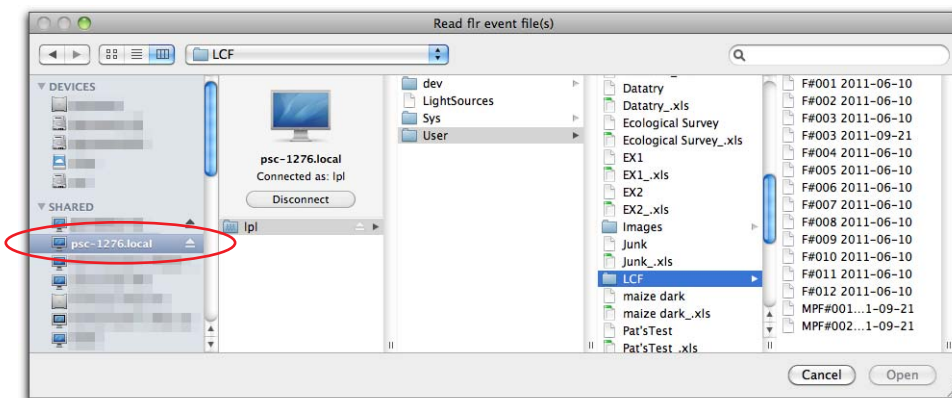 Read flr event file(s)
LCF
DEVICES
SHARED
psc-1276.local
psc-1276.local
Connected as: lpl
Disconnect
lpl
dev
LightSources
Sys
User
Datatry
Datatry_.xls
Ecological Survey
Ecological Survey_.xls
EX1
EX1_.xls
EX2
EX2_.xls
Images
Junk
Junk_.xls
LCF
maize dark
maize dark_.xls
Pat'sTest
Pat'sTest_.xls
F#001 2011-06-10
F#002 2011-06-10
F#003 2011-06-10
F#003 2011-09-21
F#004 2011-06-10
F#005 2011-06-10
F#006 2011-06-10
F#007 2011-06-10
F#008 2011-06-10
F#009 2011-06-10
F#010 2011-06-10
F#011 2011-06-10
F#012 2011-06-10
MPF#001...1-09-21
MPF#002...1-09-21
Cancel
Open